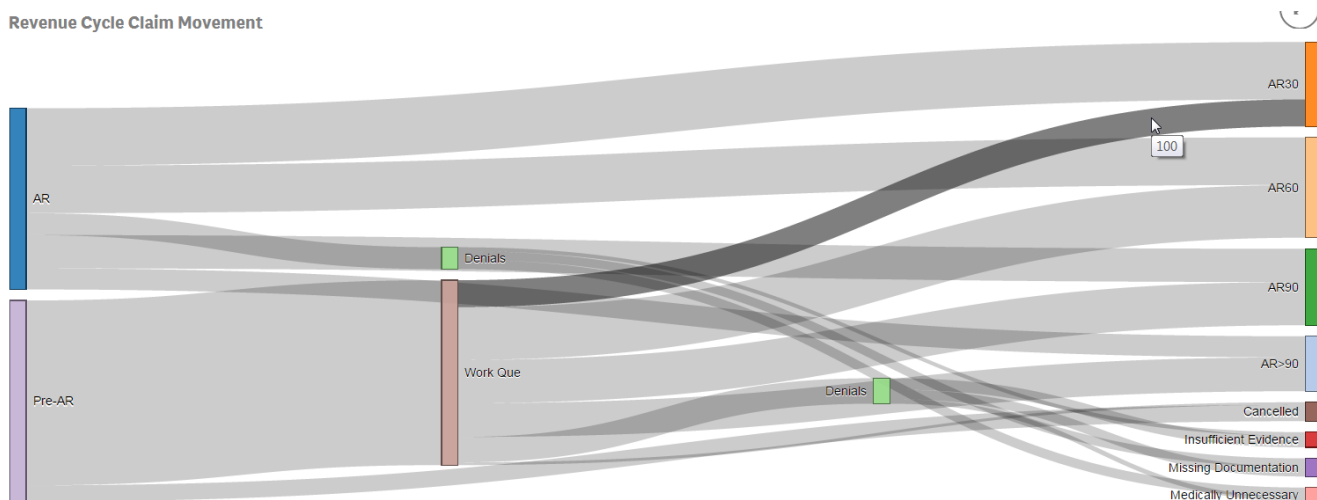 Revenue Cycle Claim Movement
AR30
100
AR60
AR
Denials
AR90
Work Que
AR>90
Denials
Pre-AR
Cancelled
Insufficient Evidence
Missing Documentation
Medically Unnecessary